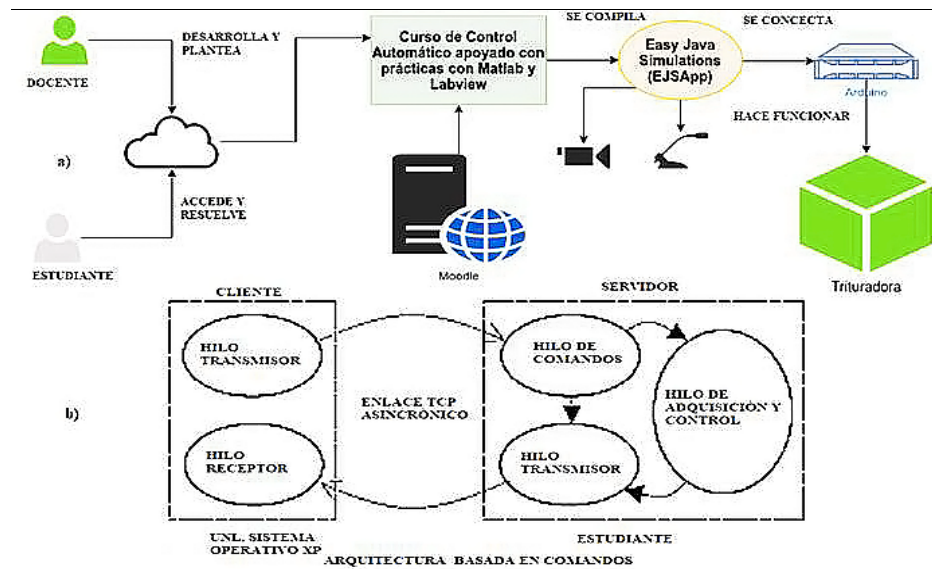 DESARROLLA Y
PLANTEA
DOCENTE
a)
ACCEDE Y
RESUELVE
ESTUDIANTE
Curso de Control
Automático apoyado con
prácticas con Matlab y
Labview
Moodle
SE COMPILA
Easy Java
Simulations
(EJSApp)
SE CONCECTA
Arduino
HACE FUNCIONAR
Trituradora
CLIENTE
SERVIDOR
b)
HILO
TRANSMISOR
HILO
RECEPTOR
ENLACE TCP
ASINCRÓNICO
HILO DE
COMANDOS
HILO DE
ADQUISICIÓN Y
CONTROL
HILO
TRANSMISOR
UNL. SISTEMA
OPERATIVO XP
ESTUDIANTE
ARQUITECTURA BASADA EN COMANDOS